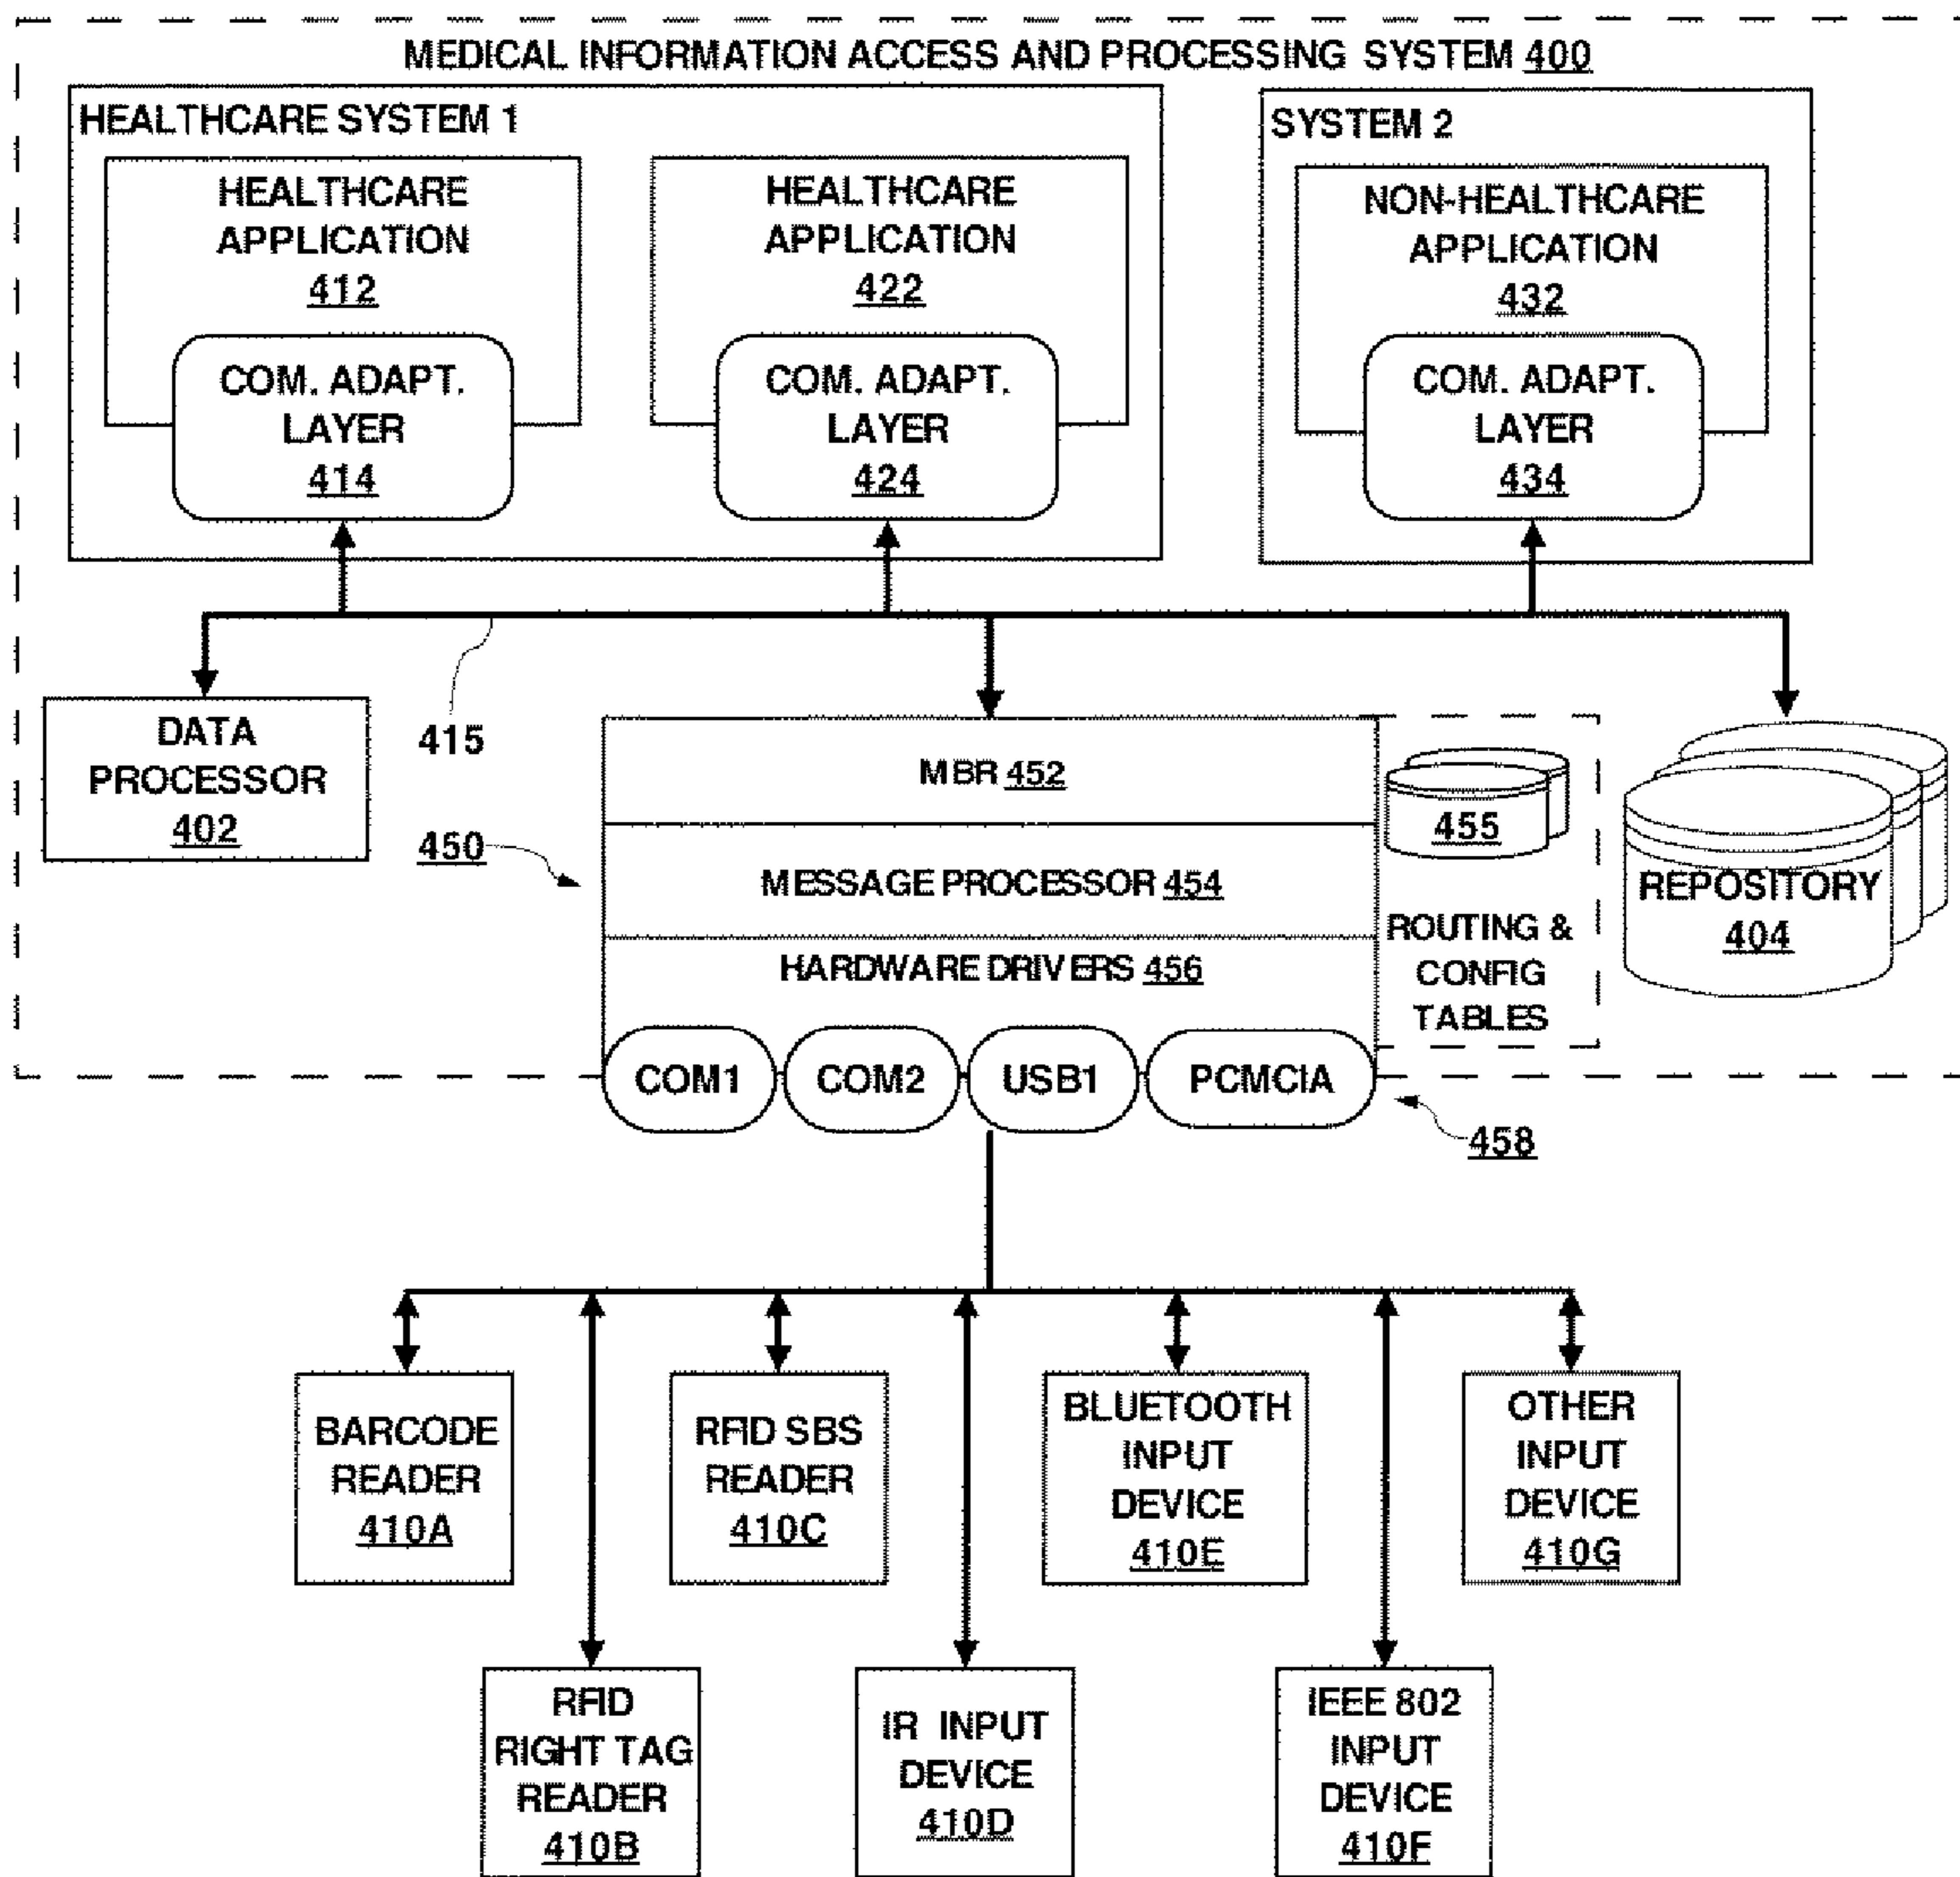 MEDICAL INFORMATION ACCESS AND PROCESSING SYSTEM 400
HEALTHCARE SYSTEM 1
HEALTHCARE
APPLICATION
412
COM. ADAPT.
LAYER
414
HEALTHCARE
APPLICATION
422
COM. ADAPT.
LAYER
424
SYSTEM 2
NON-HEALTHCARE
APPLICATION
432
COM. ADAPT.
LAYER
434
415
DATA
PROCESSOR
402
450
MBR 452
MESSAGE PROCESSOR 454
HARDWARE DRIVERS 456
455
ROUTING &
CONFIG
TABLES
REPOSITORY
404
COM1
COM2
USB1
PCMCIA
458
BARCODE
READER
410A
RFID SBS
READER
410C
BLUETOOTH
INPUT
DEVICE
410E
OTHER
INPUT
DEVICE
410G
RFID
RIGHT TAG
READER
410B
IR INPUT
DEVICE
410D
IEEE 802
INPUT
DEVICE
410F